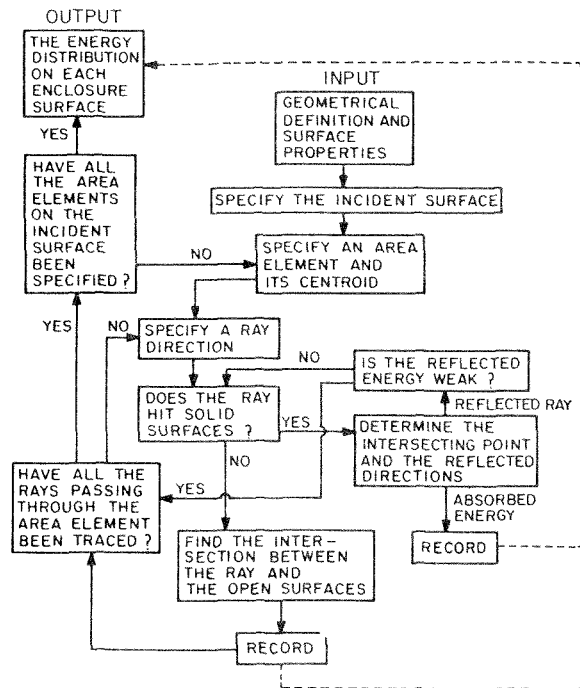 OUTPUT
THE ENERGY
DISTRIBUTION
ON EACH
ENCLOSURE
SURFACE
INPUT
GEOMETRICAL
DEFINITION AND
SURFACE
PROPERTIES
YES
HAVE ALL
THE AREA
ELEMENTS
ON THE
INCIDENT
SURFACE
BEEN
SPECIFIED ?
SPECIFY THE INCIDENT SURFACE
NO
SPECIFY AN AREA
ELEMENT AND
ITS CENTROID
YES
NO
SPECIFY A RAY
DIRECTION
NO
IS THE REFLECTED
ENERGY WEAK ?
DOES THE RAY
HIT SOLID
SURFACES ?
YES
REFLECTED RAY
DETERMINE THE
INTERSECTING POINT
AND THE REFLECTED
DIRECTIONS
NO
HAVE ALL THE
RAYS PASSING
THROUGH THE
AREA ELEMENT
BEEN TRACED ?
YES
ABSORBED
ENERGY
RECORD
FIND THE INTER-
SECTION BETWEEN
THE RAY AND
THE OPEN SURFACES
RECORD